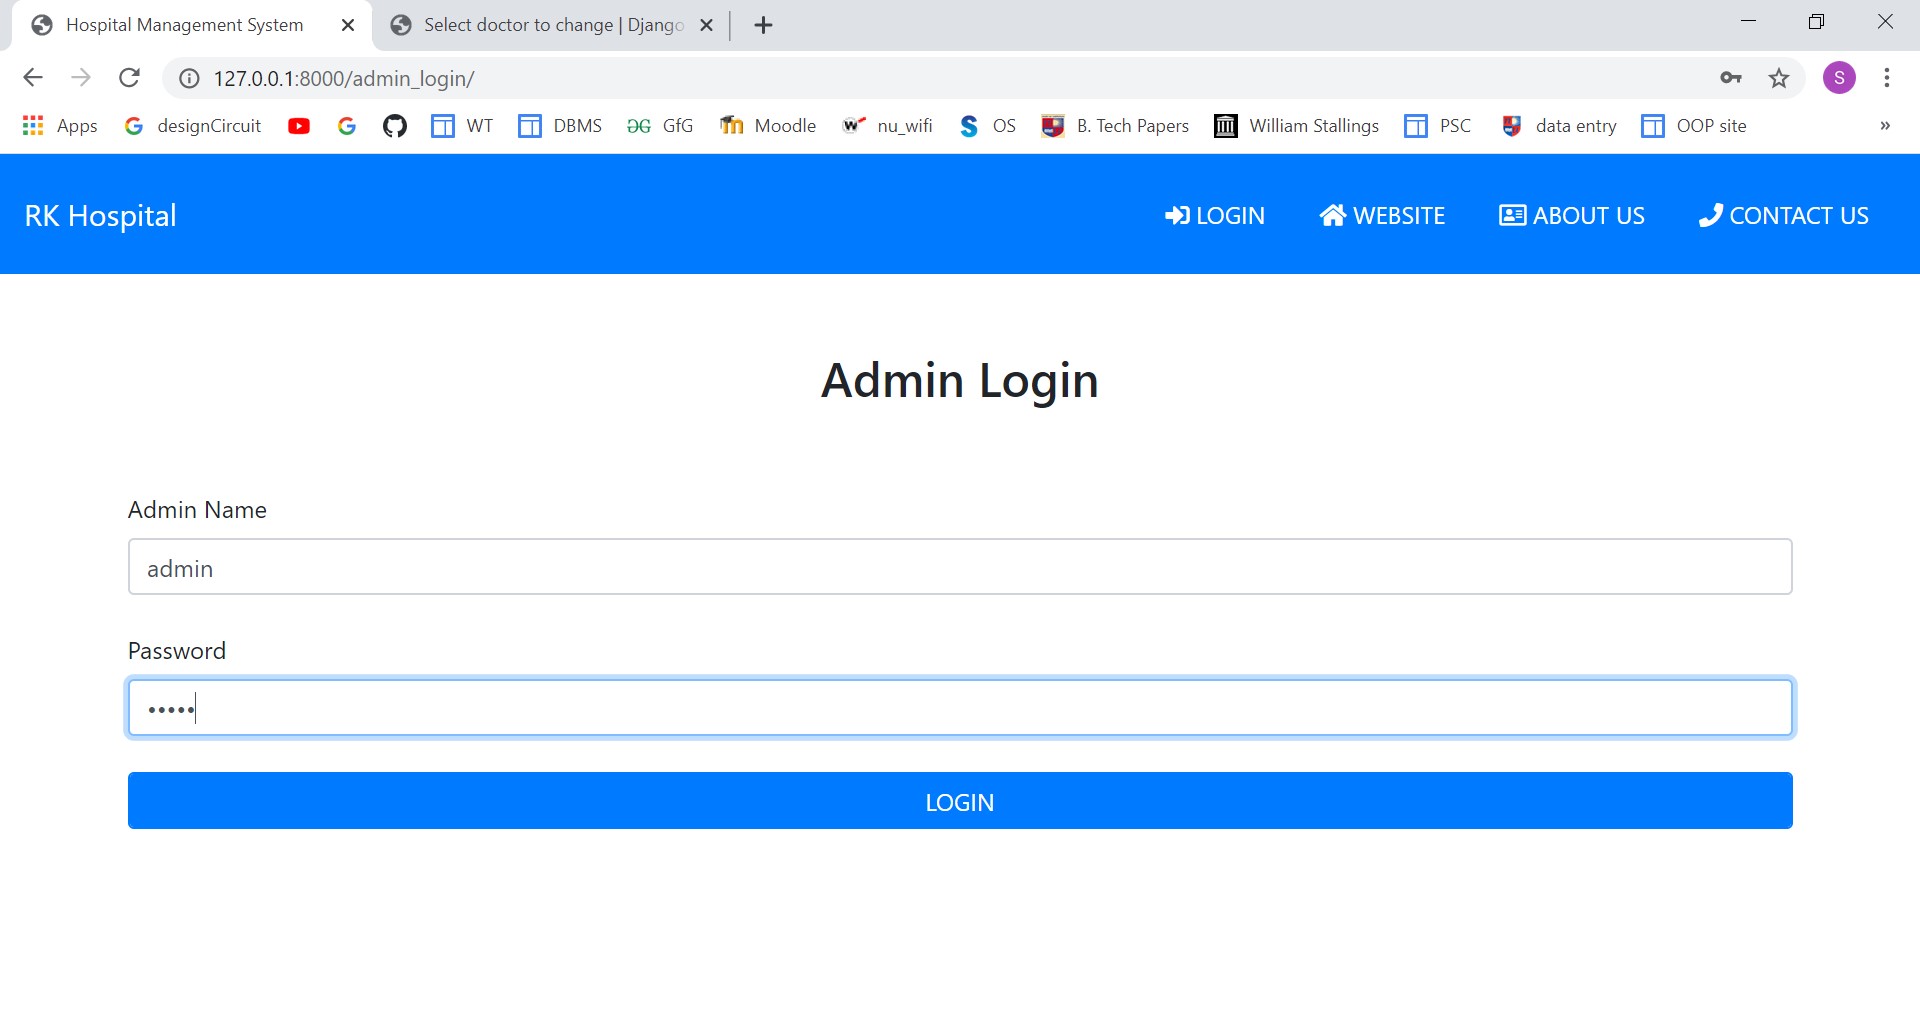 Hospital Management System
Select doctor to change | Django
127.0.0.1:8000/admin_login/
S
Apps designCircuit WT DBMS GfG Moodle nu_wifi OS B. Tech Papers William Stallings PSC data entry OOP site »
RK Hospital LOGIN WEBSITE ABOUT US CONTACT US
Admin Login
Admin Name
admin
Password
•••••
LOGIN